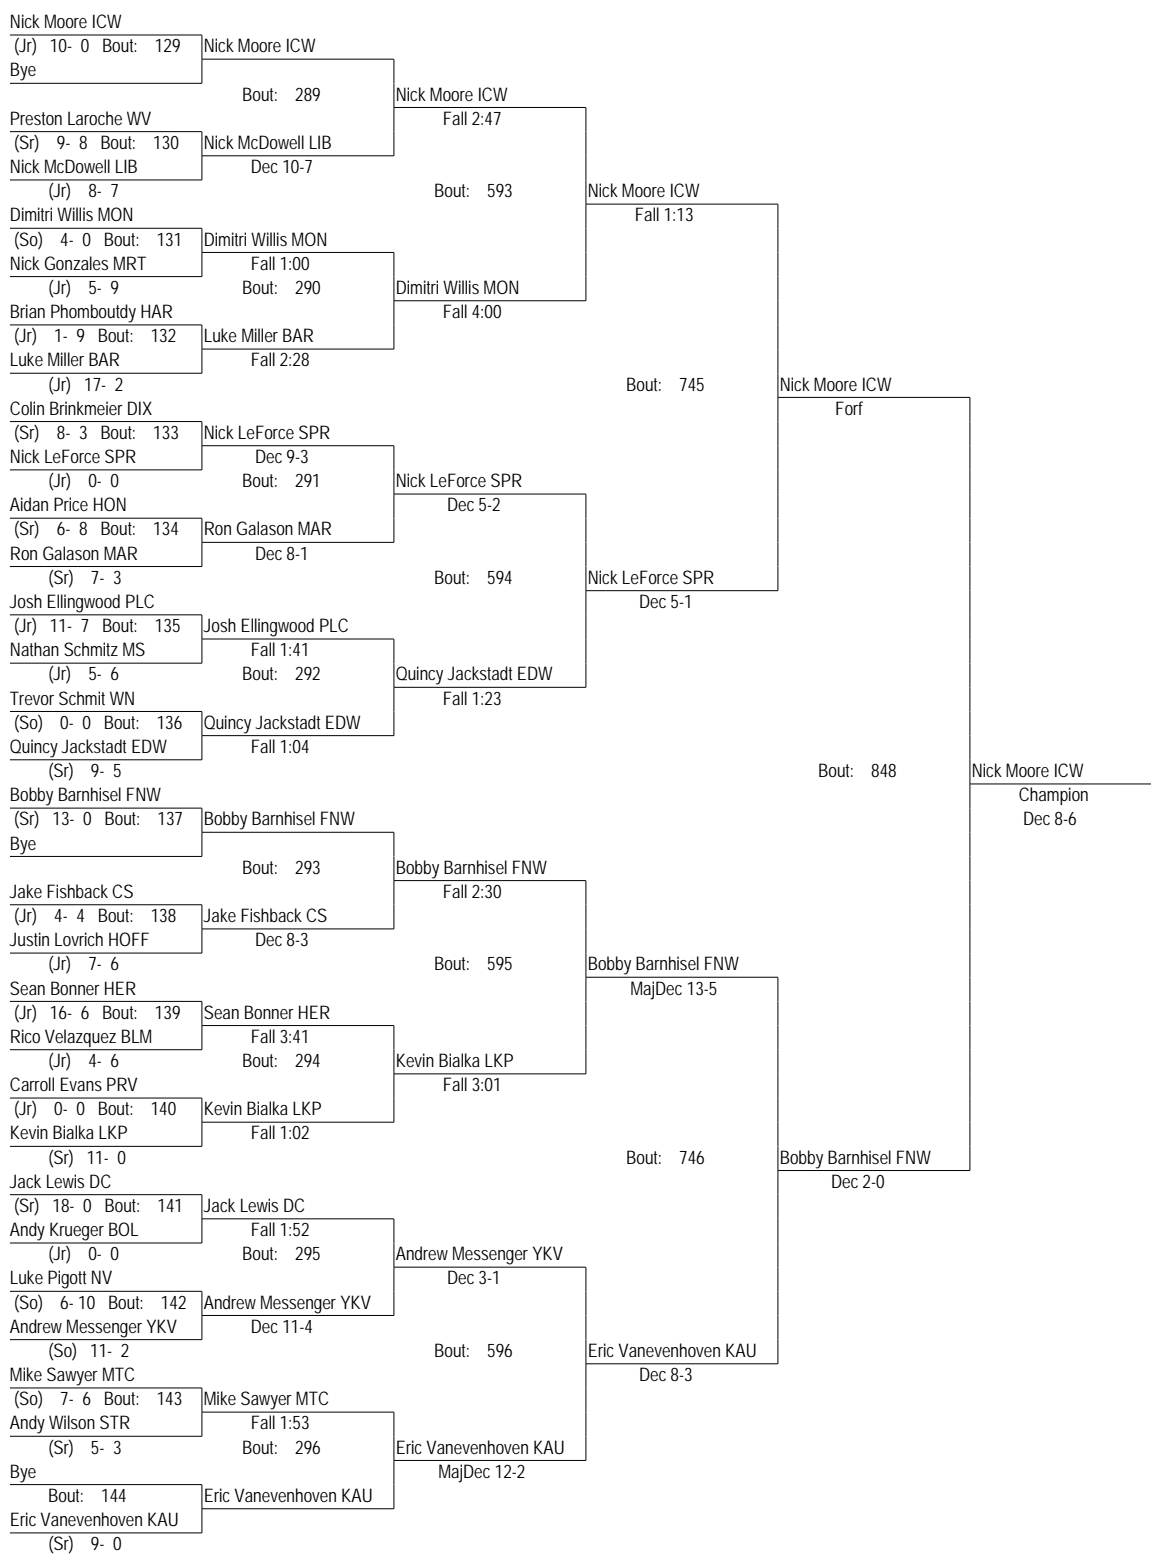 Nick Moore ICW
(Jr) 10- 0 Bout: 129 Nick Moore ICW
Bye
Bout: 289 Nick Moore ICW
Preston Laroche WV Fall 2:47
(Sr) 9- 8 Bout: 130 Nick McDowell LIB
Nick McDowell LIB Dec 10-7
(Jr) 8- 7 Bout: 593 Nick Moore ICW
Dimitri Willis MON Fall 1:13
(So) 4- 0 Bout: 131 Dimitri Willis MON
Nick Gonzales MRT Fall 1:00
(Jr) 5- 9 Bout: 290 Dimitri Willis MON
Brian Phomboutdy HAR Fall 4:00
(Jr) 1- 9 Bout: 132 Luke Miller BAR
Luke Miller BAR Fall 2:28
(Jr) 17- 2 Bout: 745 Nick Moore ICW
Colin Brinkmeier DIX Forf
(Sr) 8- 3 Bout: 133 Nick LeForce SPR
Nick LeForce SPR Dec 9-3
(Jr) 0- 0 Bout: 291 Nick LeForce SPR
Aidan Price HON Dec 5-2
(Sr) 6- 8 Bout: 134 Ron Galason MAR
Ron Galason MAR Dec 8-1
(Sr) 7- 3 Bout: 594 Nick LeForce SPR
Josh Ellingwood PLC Dec 5-1
(Jr) 11- 7 Bout: 135 Josh Ellingwood PLC
Nathan Schmitz MS Fall 1:41
(Jr) 5- 6 Bout: 292 Quincy Jackstadt EDW
Trevor Schmit WN Fall 1:23
(So) 0- 0 Bout: 136 Quincy Jackstadt EDW
Quincy Jackstadt EDW Fall 1:04
(Sr) 9- 5 Bout: 848 Nick Moore ICW
Bobby Barnhisel FNW Champion
(Sr) 13- 0 Bout: 137 Bobby Barnhisel FNW Dec 8-6
Bye
Bout: 293 Bobby Barnhisel FNW
Jake Fishback CS Fall 2:30
(Jr) 4- 4 Bout: 138 Jake Fishback CS
Justin Lovrich HOFF Dec 8-3
(Jr) 7- 6 Bout: 595 Bobby Barnhisel FNW
Sean Bonner HER MajDec 13-5
(Jr) 16- 6 Bout: 139 Sean Bonner HER
Rico Velazquez BLM Fall 3:41
(Jr) 4- 6 Bout: 294 Kevin Bialka LKP
Carroll Evans PRV Fall 3:01
(Jr) 0- 0 Bout: 140 Kevin Bialka LKP
Kevin Bialka LKP Fall 1:02
(Sr) 11- 0 Bout: 746 Bobby Barnhisel FNW
Jack Lewis DC Dec 2-0
(Sr) 18- 0 Bout: 141 Jack Lewis DC
Andy Krueger BOL Fall 1:52
(Jr) 0- 0 Bout: 295 Andrew Messenger YKV
Luke Pigott NV Dec 3-1
(So) 6- 10 Bout: 142 Andrew Messenger YKV
Andrew Messenger YKV Dec 11-4
(So) 11- 2 Bout: 596 Eric Vanevenhoven KAU
Mike Sawyer MTC Dec 8-3
(So) 7- 6 Bout: 143 Mike Sawyer MTC
Andy Wilson STR Fall 1:53
(Sr) 5- 3 Bout: 296 Eric Vanevenhoven KAU
Bye MajDec 12-2
Bout: 144 Eric Vanevenhoven KAU
Eric Vanevenhoven KAU
(Sr) 9- 0